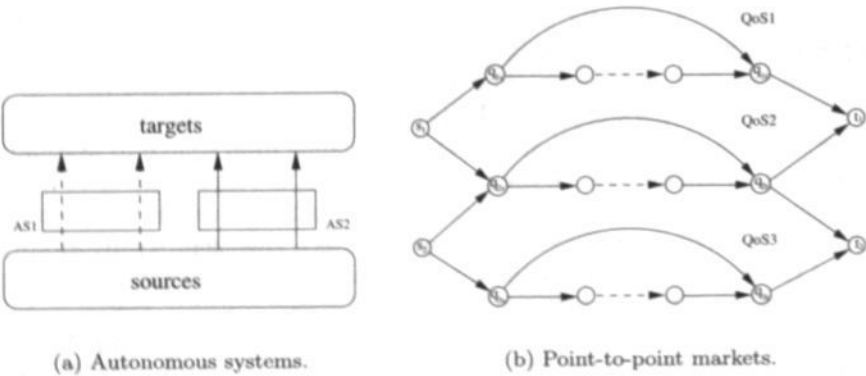 QoS1
targets
QoS2
AS1
AS2
sources
QoS3
(a) Autonomous systems.
(b) Point-to-point markets.